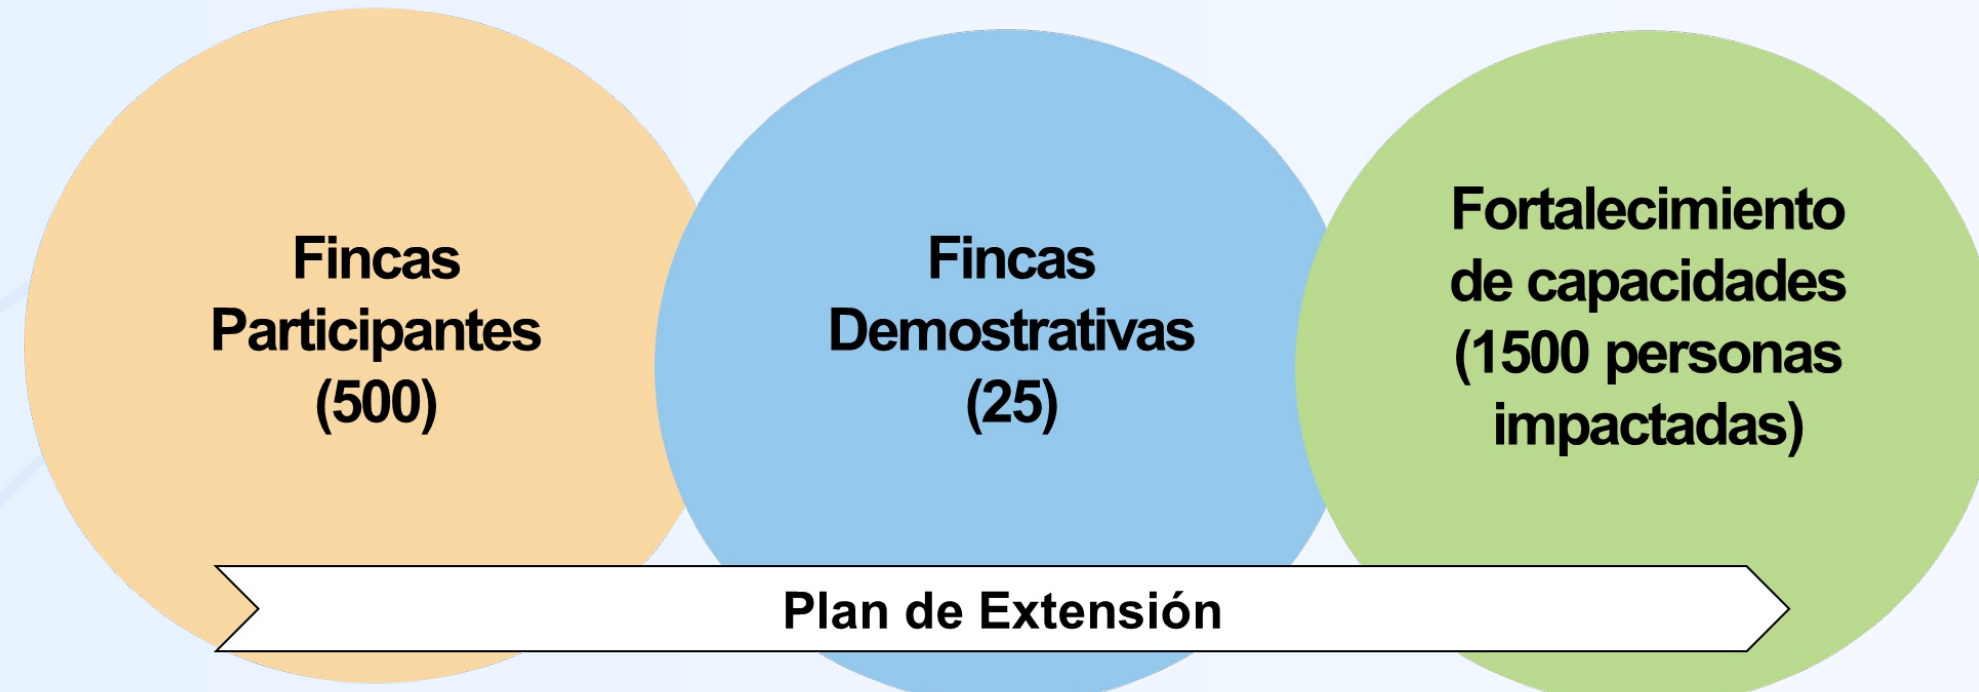 Fincas
Participantes
(500)
Fincas
Demostrativas
(25)
Fortalecimiento
de capacidades
(1500 personas
impactadas)
Plan de Extensión